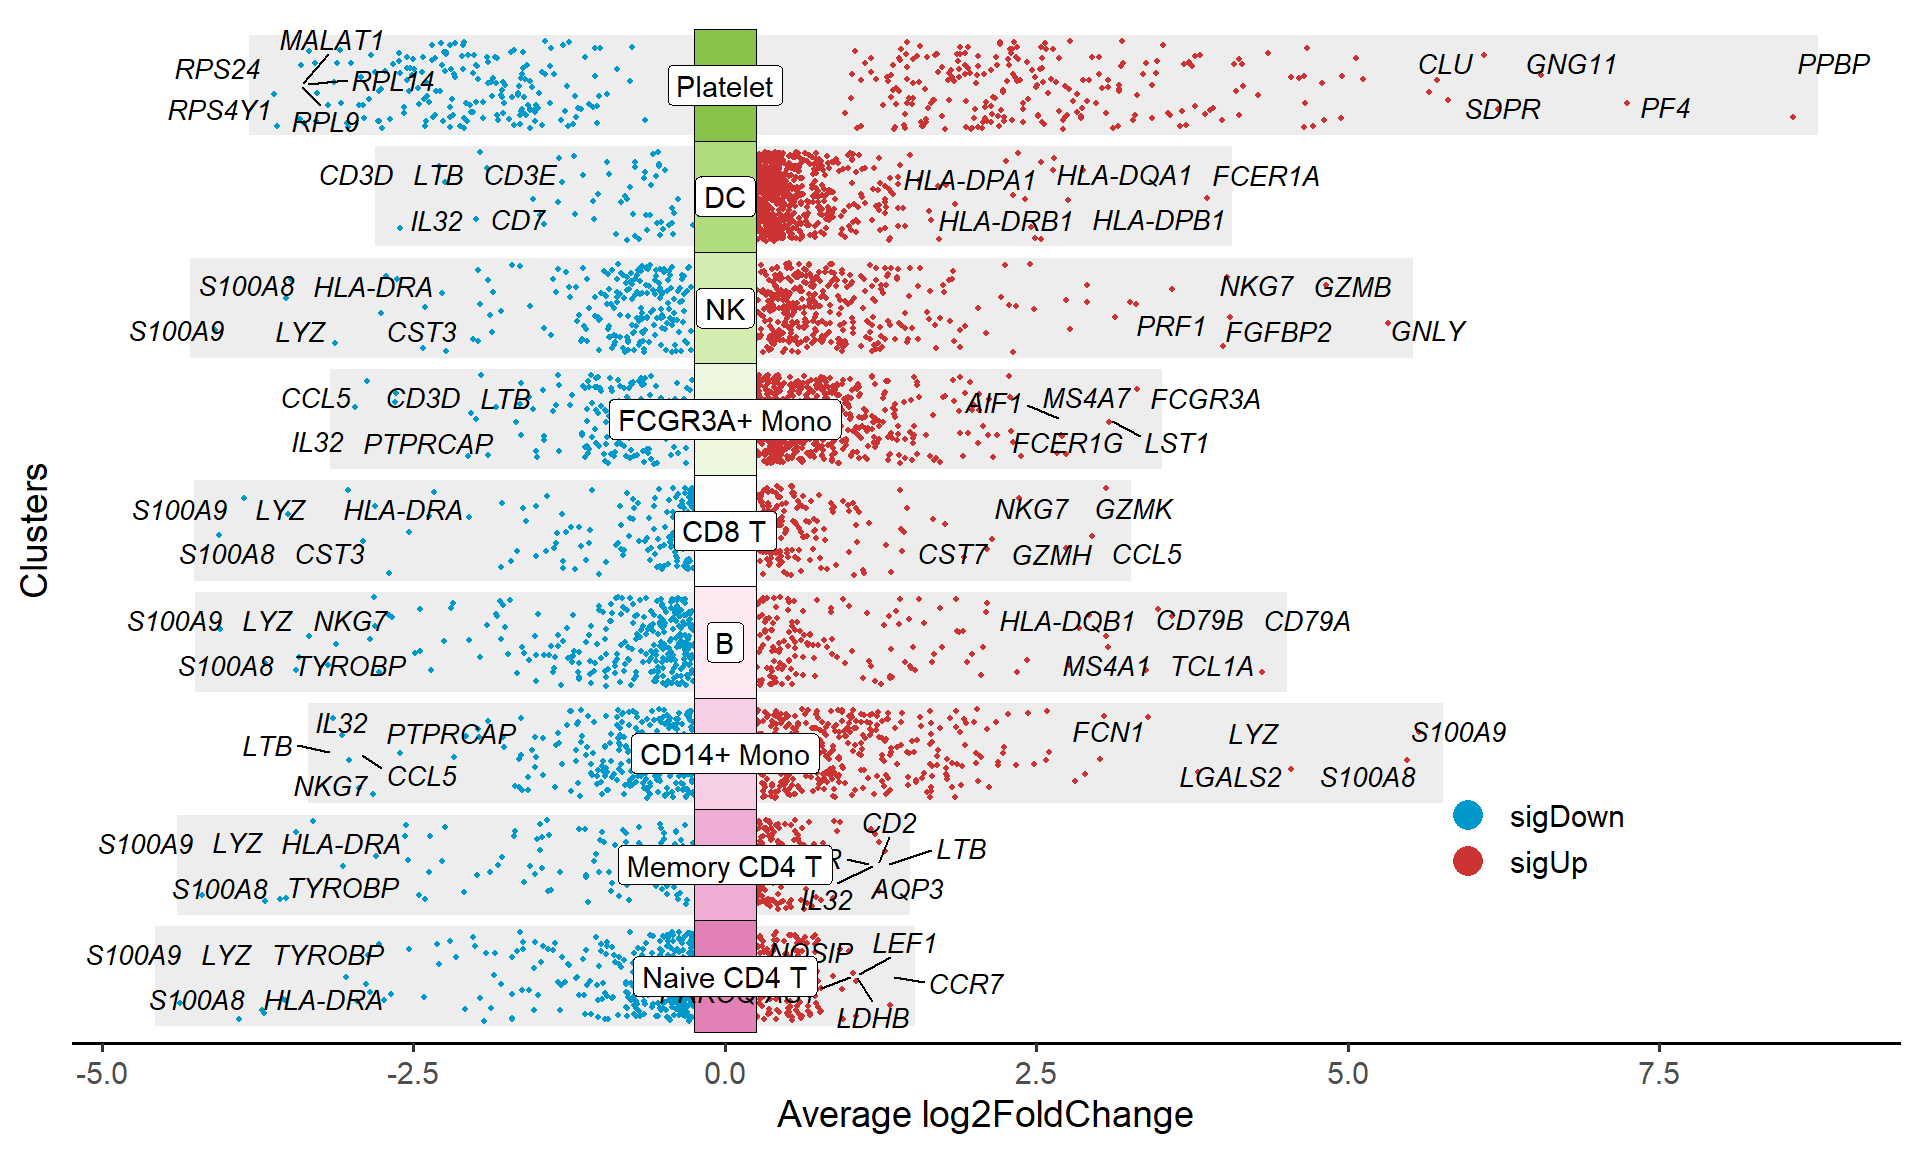 MALAT1
RPS24
RPL14
RPS4Y1
RPL9
Platelet
CLU GNG11 PPBP
SDPR PF4
CD3D LTB CD3E
IL32 CD7
DC
HLA-DPA1 HLA-DQA1 FCER1A
HLA-DRB1 HLA-DPB1
S100A8 HLA-DRA
S100A9 LYZ CST3
NK
NKG7 GZMB
PRF1 FGFBP2 GNLY
CCL5 CD3D LTB
IL32 PTPRCAP
FCGR3A+ Mono
AIF1 MS4A7 FCGR3A
FCER1G LST1
S100A9 LYZ HLA-DRA
S100A8 CST3
CD8 T
NKG7 GZMK
CST7 GZMH CCL5
S100A9 LYZ NKG7
S100A8 TYROBP
B
HLA-DQB1 CD79B CD79A
MS4A1 TCL1A
IL32 PTPRCAP
LTB
NKG7 CCL5
CD14+ Mono
FCN1 LYZ S100A9
LGALS2 S100A8
S100A9 LYZ HLA-DRA
S100A8 TYROBP
Memory CD4 T
CD2
LTB
IL32 AQP3
S100A9 LYZ TYROBP
S100A8 HLA-DRA
Naive CD4 T
NOSIP LEF1
CCR7
LDHB
Clusters
sigDown
sigUp
-5.0 -2.5 0.0 2.5 5.0 7.5
Average log2FoldChange